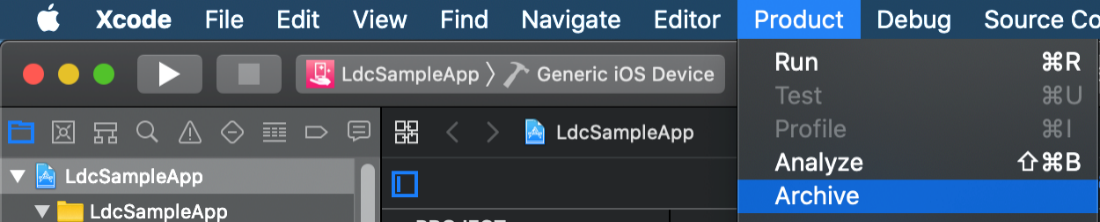 Xcode File Edit View Find Navigate Editor Product Debug Source Co
LdcSampleApp Generic iOS Device
Run ⌘R
Test ⌘U
Profile ⌘I
Analyze ⇧⌘B
Archive
LdcSampleApp
LdcSampleApp
LdcSampleApp
PROJECT